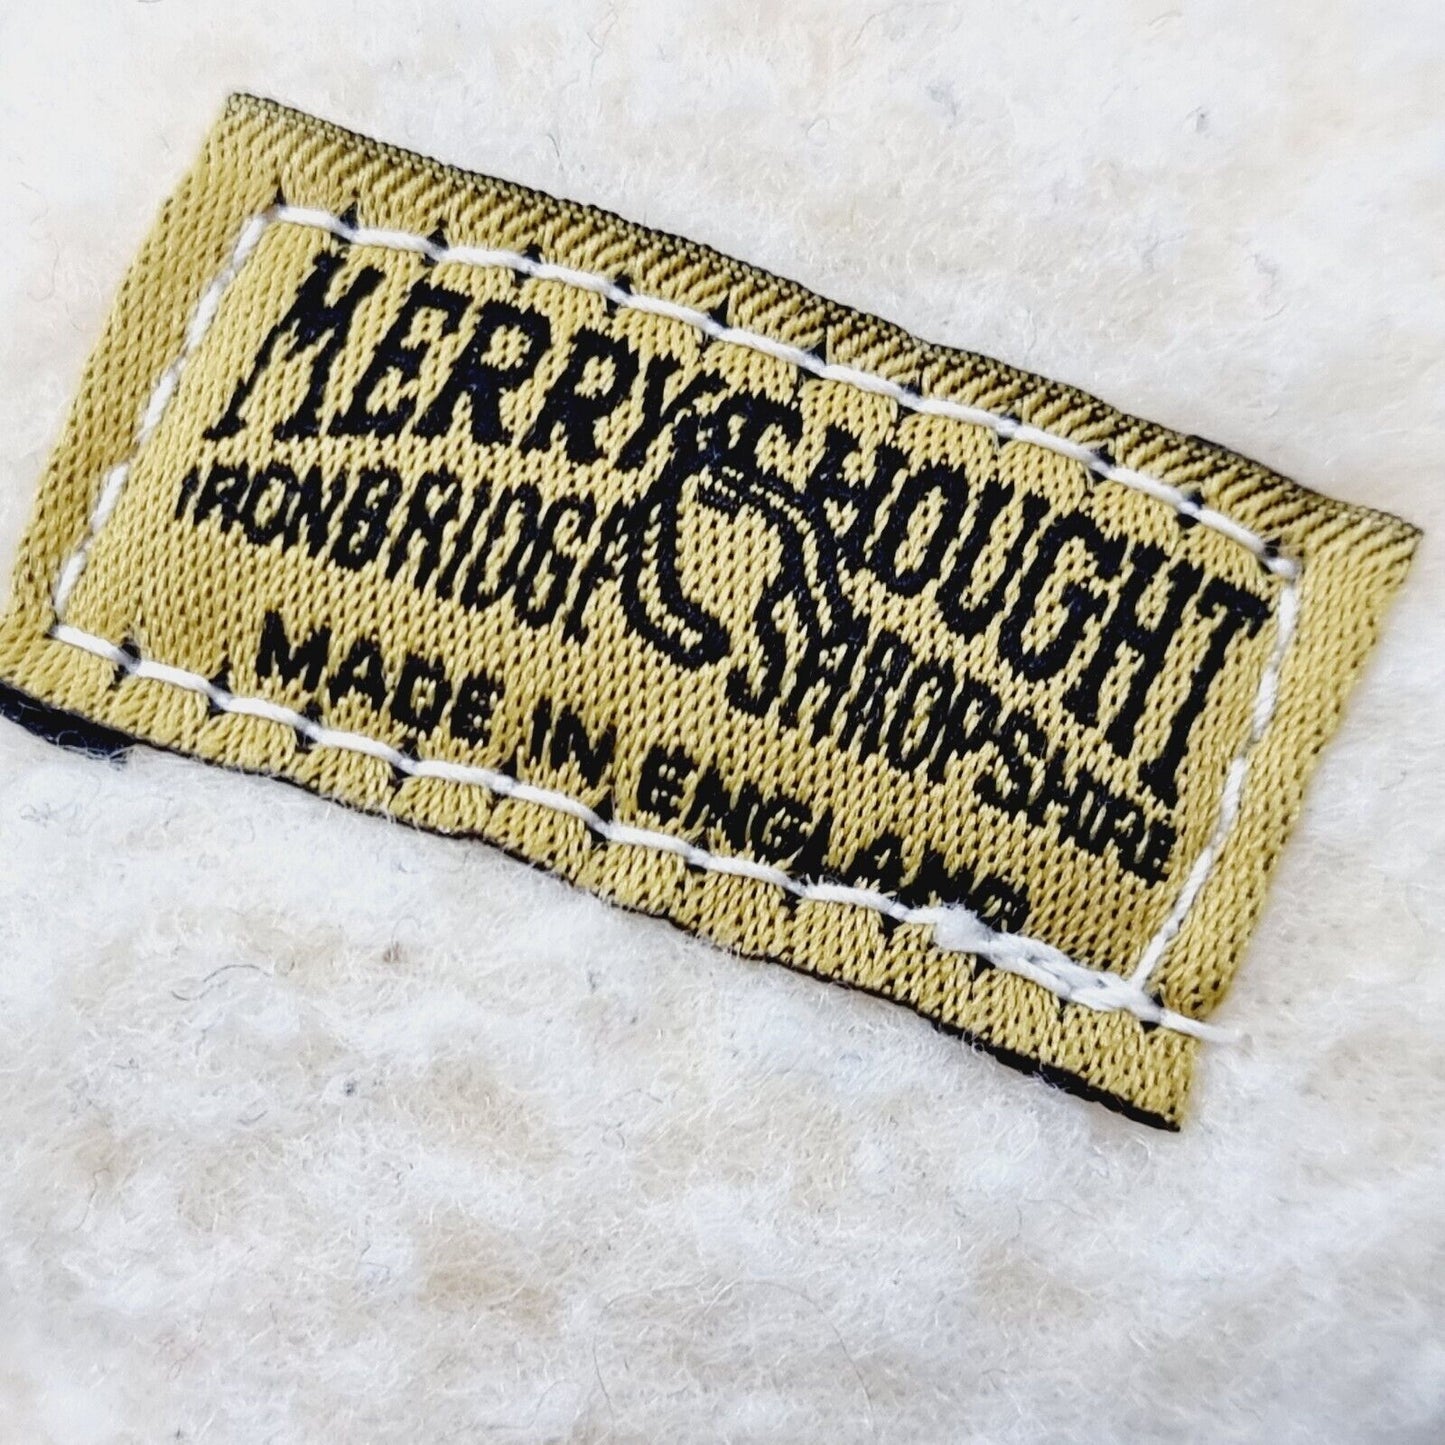 MERRYTHOUGHT
IRONBRIDGE SHROPSHIRE
MADE IN ENGLAND